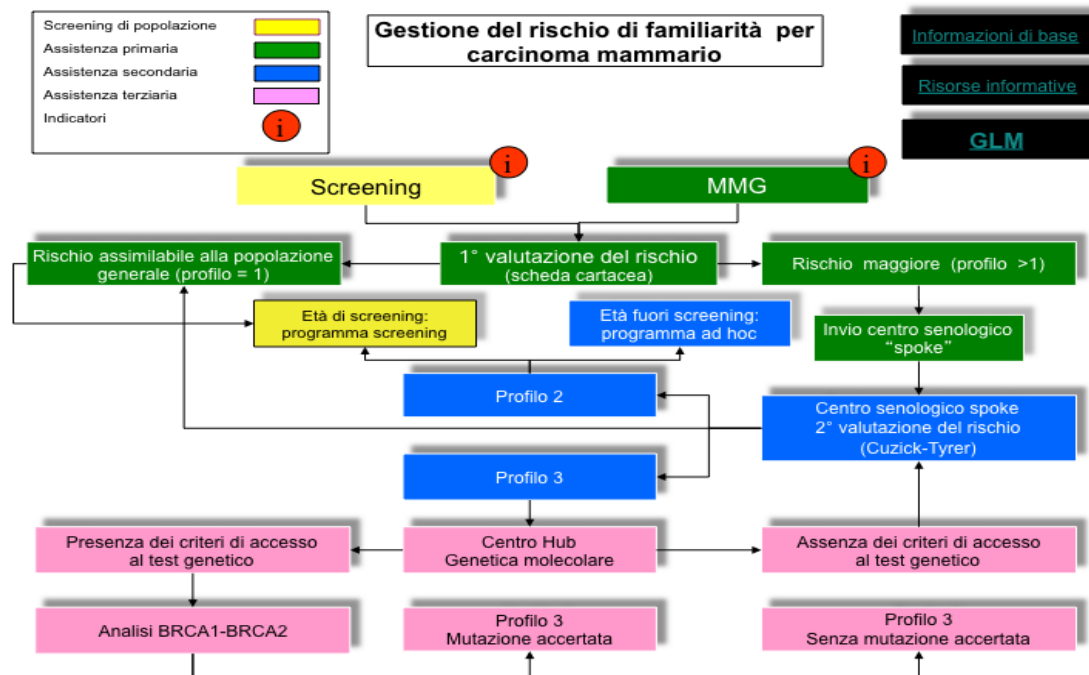 Screening di popolazione
Assistenza primaria
Assistenza secondaria
Assistenza terziaria
Indicatori
i
Gestione del rischio di familiarità per
carcinoma mammario
Informazioni di base
Risorse informative
GLM
Screening
i
MMG
i
Rischio assimilabile alla popolazione
generale (profilo = 1)
1° valutazione del rischio
(scheda cartacea)
Rischio maggiore (profilo >1)
Età di screening:
programma screening
Età fuori screening:
programma ad hoc
Invio centro senologico
“spoke”
Profilo 2
Centro senologico spoke
2° valutazione del rischio
(Cuzick-Tyrer)
Profilo 3
Presenza dei criteri di accesso
al test genetico
Centro Hub
Genetica molecolare
Assenza dei criteri di accesso
al test genetico
Analisi BRCA1-BRCA2
Profilo 3
Mutazione accertata
Profilo 3
Senza mutazione accertata